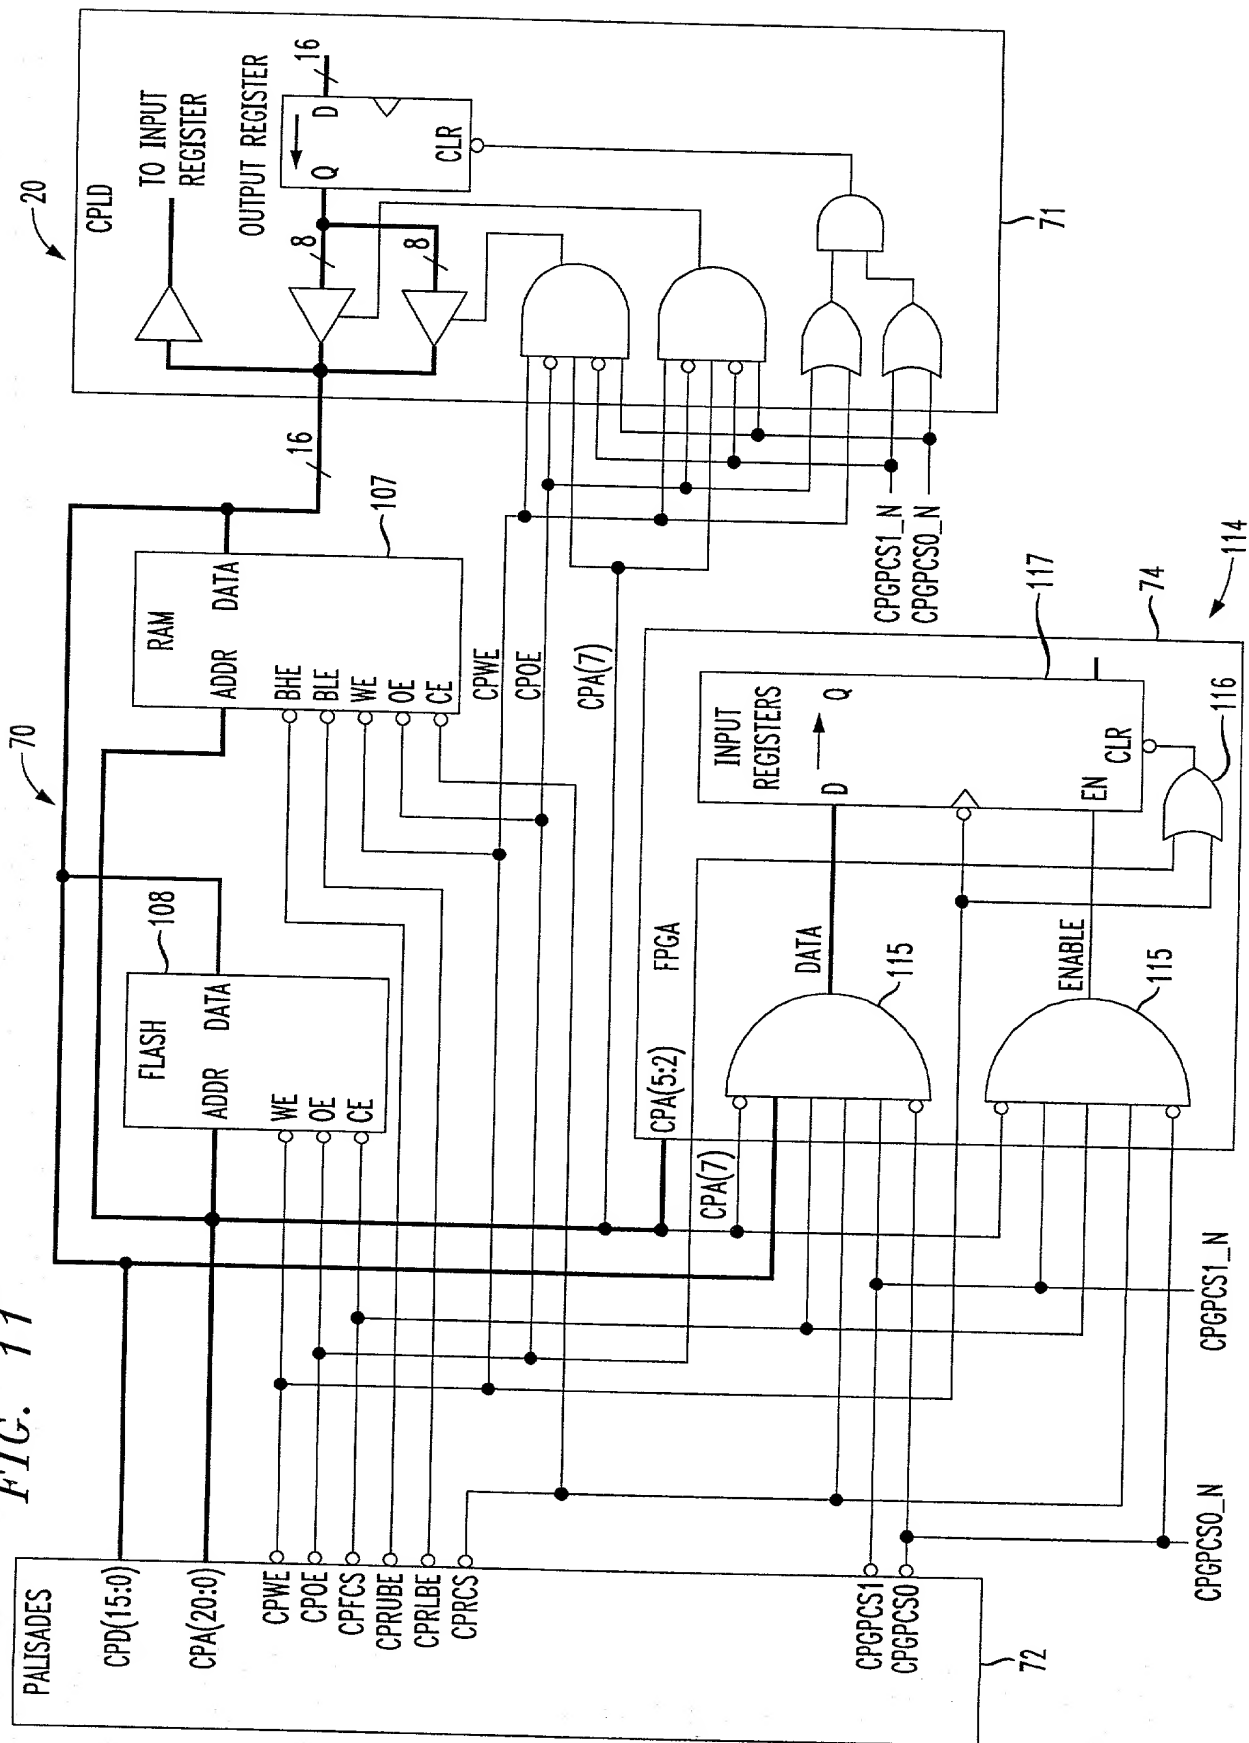 FIG. 11
PALISADES
CPD(15:0)
CPA(20:0)
CPWE
CPOE
CPFCS
CPRUBE
CPRLBE
CPRCS
CPGPCS1
CPGPCS0
72
CPGPCS0_N
CPGPCS1_N
70
FLASH
108
ADDR DATA
WE
OE
CE
RAM
107
ADDR DATA
BHE
BLE
WE
OE
CE
CPWE
CPOE
CPA(7)
CPA(5:2)
CPA(7)
FPGA
DATA
115
ENABLE
115
INPUT
REGISTERS
D Q
EN CLR
117
116
74
114
CPGPCS1_N
CPGPCS0_N
20
CPLD
TO INPUT
REGISTER
OUTPUT REGISTER
16
8
8
Q D
CLR
16
71